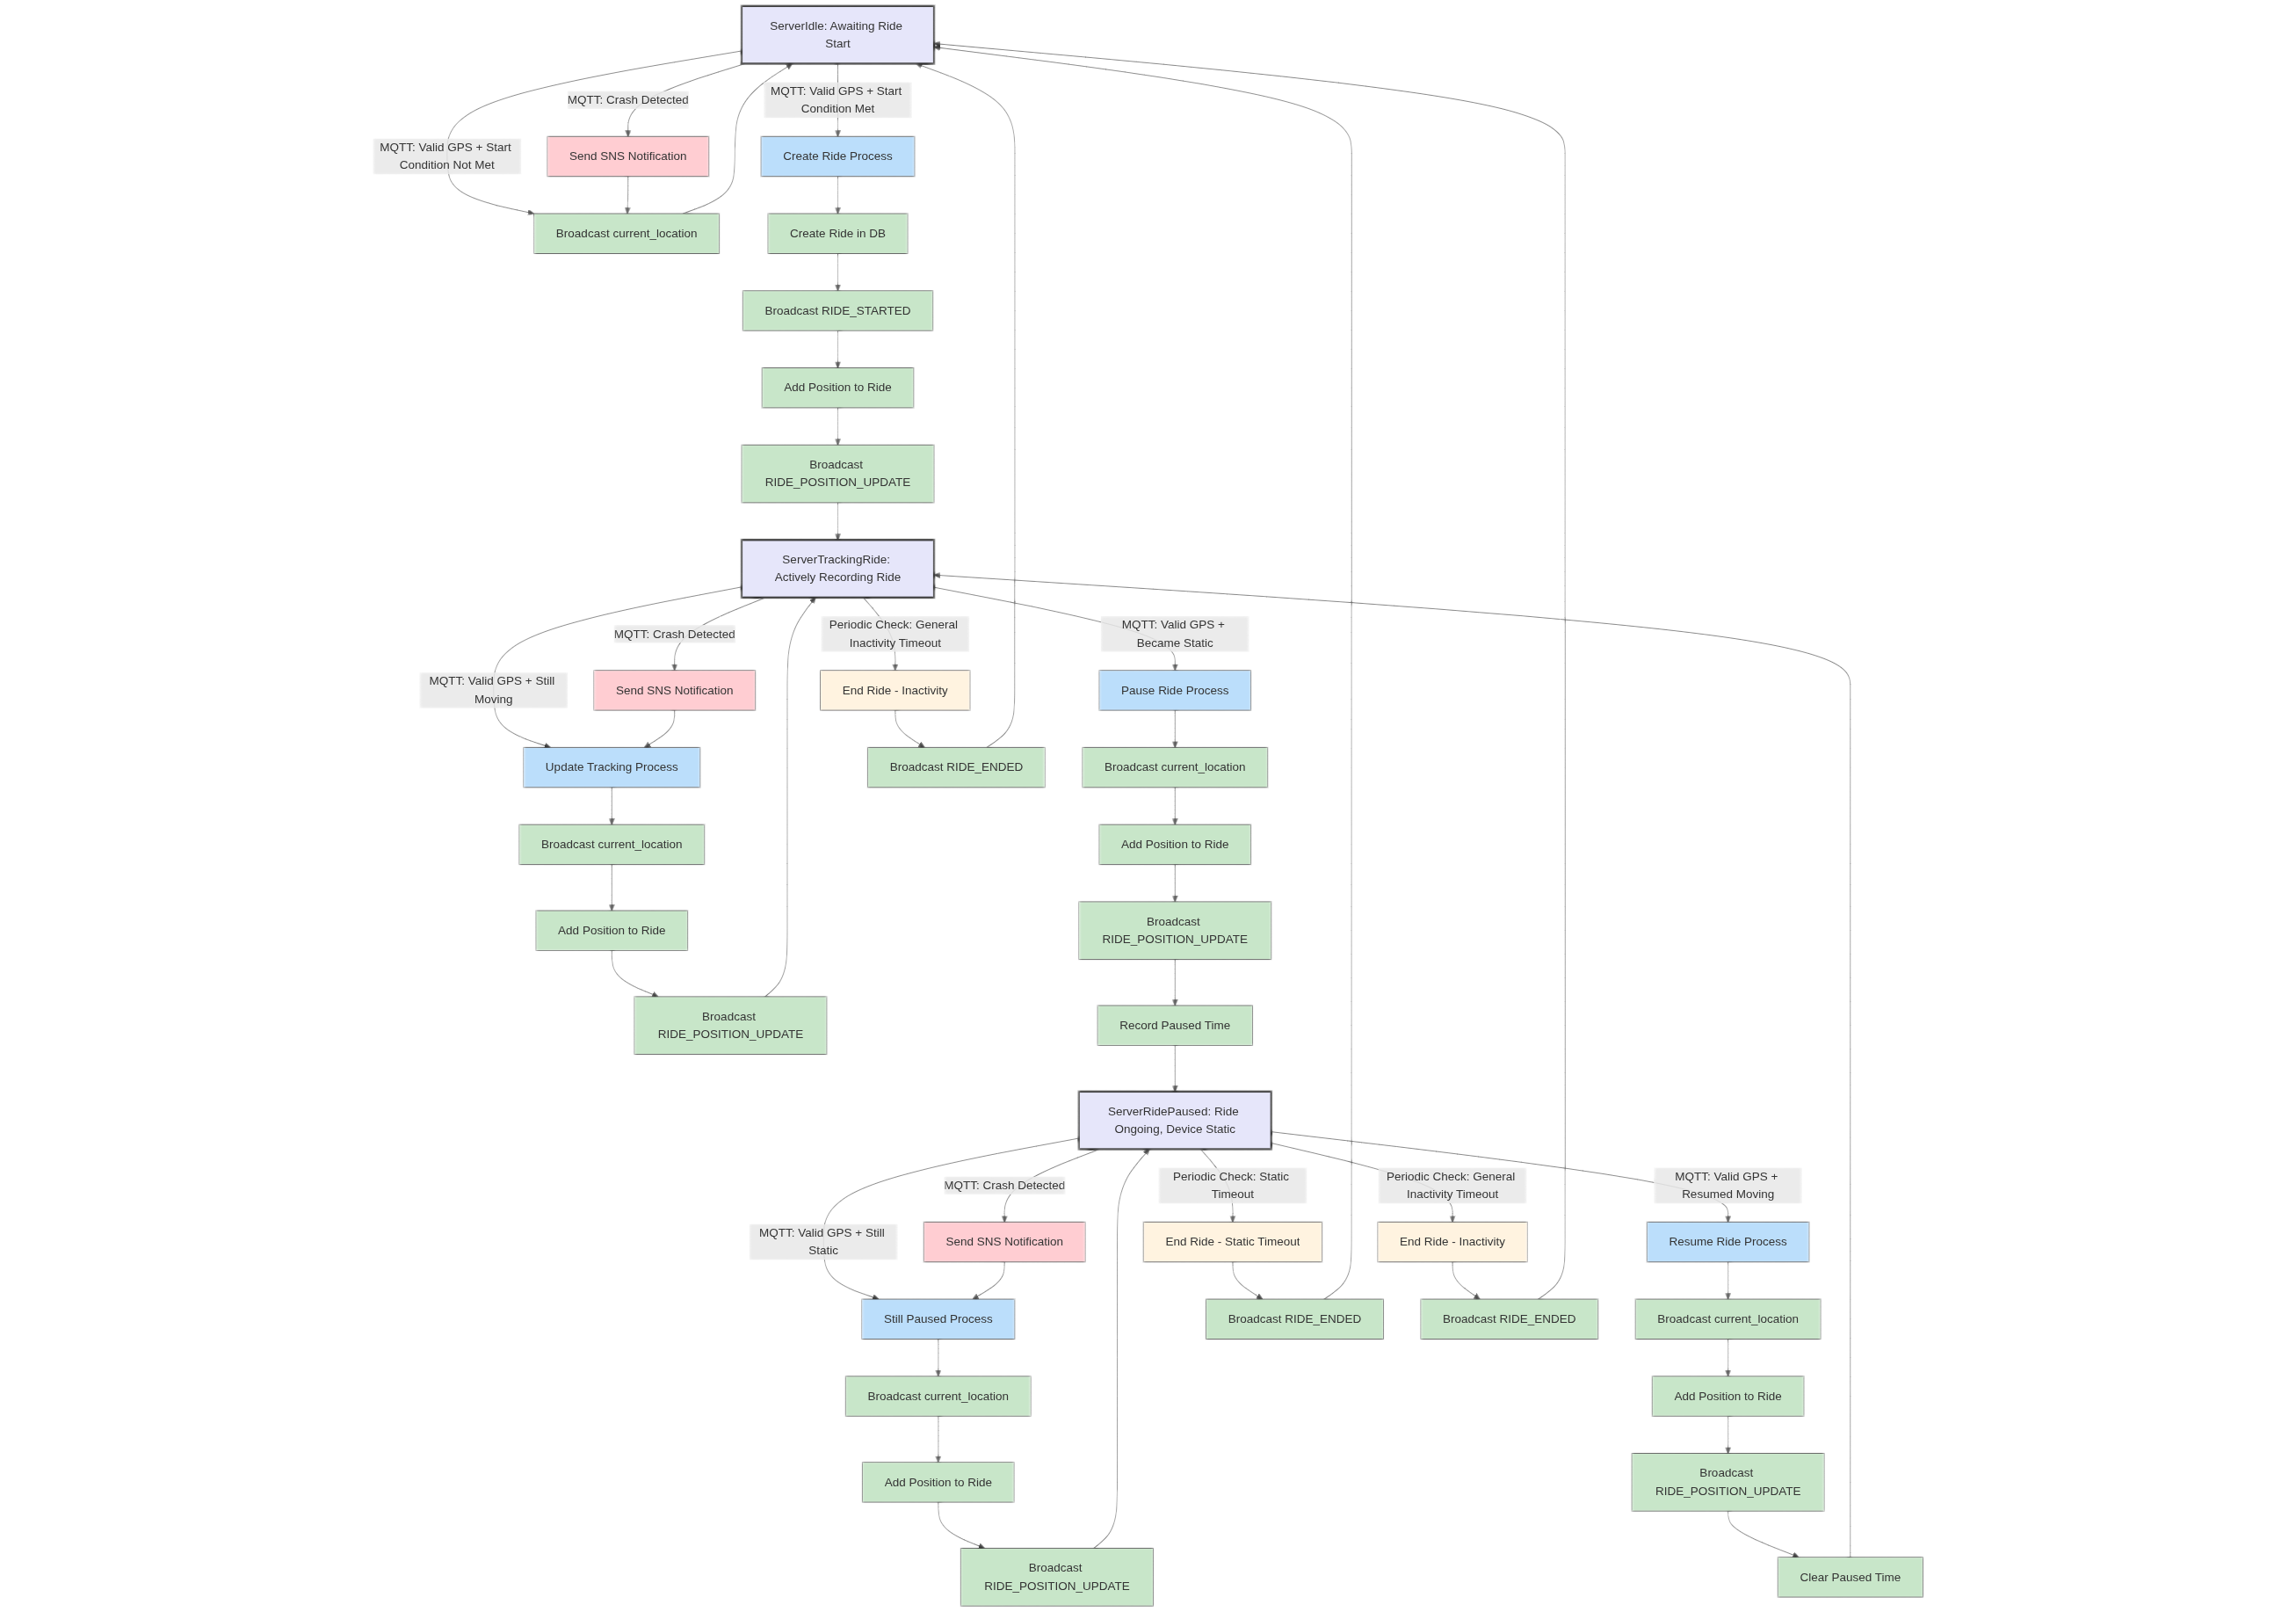 ServerIdle: Awaiting Ride
Start
MQTT: Crash Detected
MQTT: Valid GPS + Start
Condition Met
MQTT: Valid GPS + Start
Condition Not Met
Send SNS Notification
Create Ride Process
Broadcast current_location
Create Ride in DB
Broadcast RIDE_STARTED
Add Position to Ride
Broadcast
RIDE_POSITION_UPDATE
ServerTrackingRide:
Actively Recording Ride
MQTT: Crash Detected
Periodic Check: General
Inactivity Timeout
MQTT: Valid GPS +
Became Static
MQTT: Valid GPS + Still
Moving
Send SNS Notification
End Ride - Inactivity
Pause Ride Process
Update Tracking Process
Broadcast RIDE_ENDED
Broadcast current_location
Broadcast current_location
Add Position to Ride
Add Position to Ride
Broadcast
RIDE_POSITION_UPDATE
Broadcast
RIDE_POSITION_UPDATE
Record Paused Time
ServerRidePaused: Ride
Ongoing, Device Static
MQTT: Crash Detected
Periodic Check: Static
Timeout
Periodic Check: General
Inactivity Timeout
MQTT: Valid GPS +
Resumed Moving
MQTT: Valid GPS + Still
Static
Send SNS Notification
End Ride - Static Timeout
End Ride - Inactivity
Resume Ride Process
Still Paused Process
Broadcast RIDE_ENDED
Broadcast RIDE_ENDED
Broadcast current_location
Broadcast current_location
Add Position to Ride
Add Position to Ride
Broadcast
RIDE_POSITION_UPDATE
Broadcast
RIDE_POSITION_UPDATE
Clear Paused Time